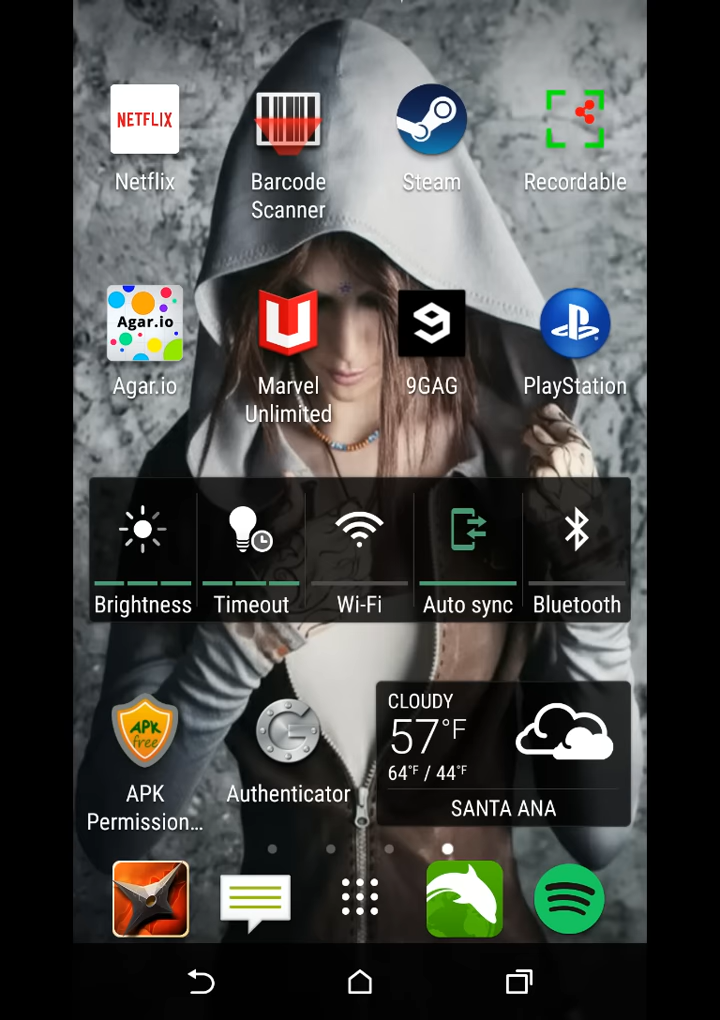 NETFLIX
Netflix
Barcode
Scanner
Steam
Recordable
Agar.io
Agar.io
Marvel
Unlimited
9
9GAG
PlayStation
Brightness
Timeout
Wi-Fi
Auto sync
Bluetooth
APK
free
APK
Permission...
Authenticator
CLOUDY
57°F
64°F / 44°F
SANTA ANA